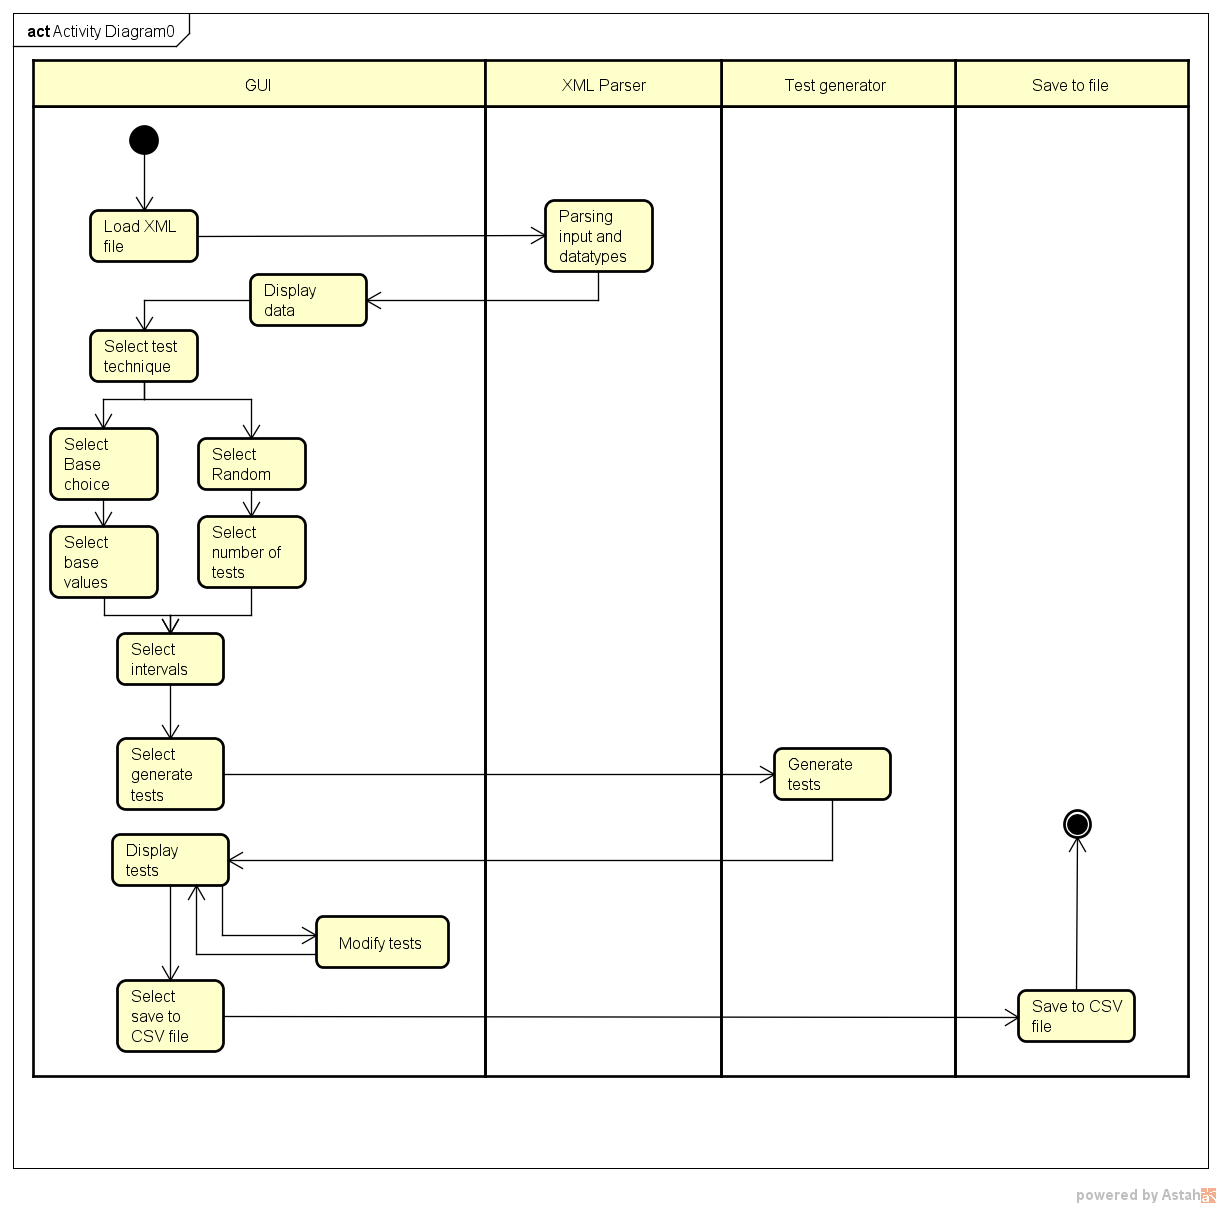 act Activity Diagram0
GUI
XML Parser
Test generator
Save to file
Load XML
file
Parsing
input and
datatypes
Display
data
Select test
technique
Select
Base
choice
Select
Random
Select
base
values
Select
number of
tests
Select
intervals
Select
generate
tests
Generate
tests
Display
tests
Modify tests
Select
save to
CSV file
Save to CSV
file
powered by Astah